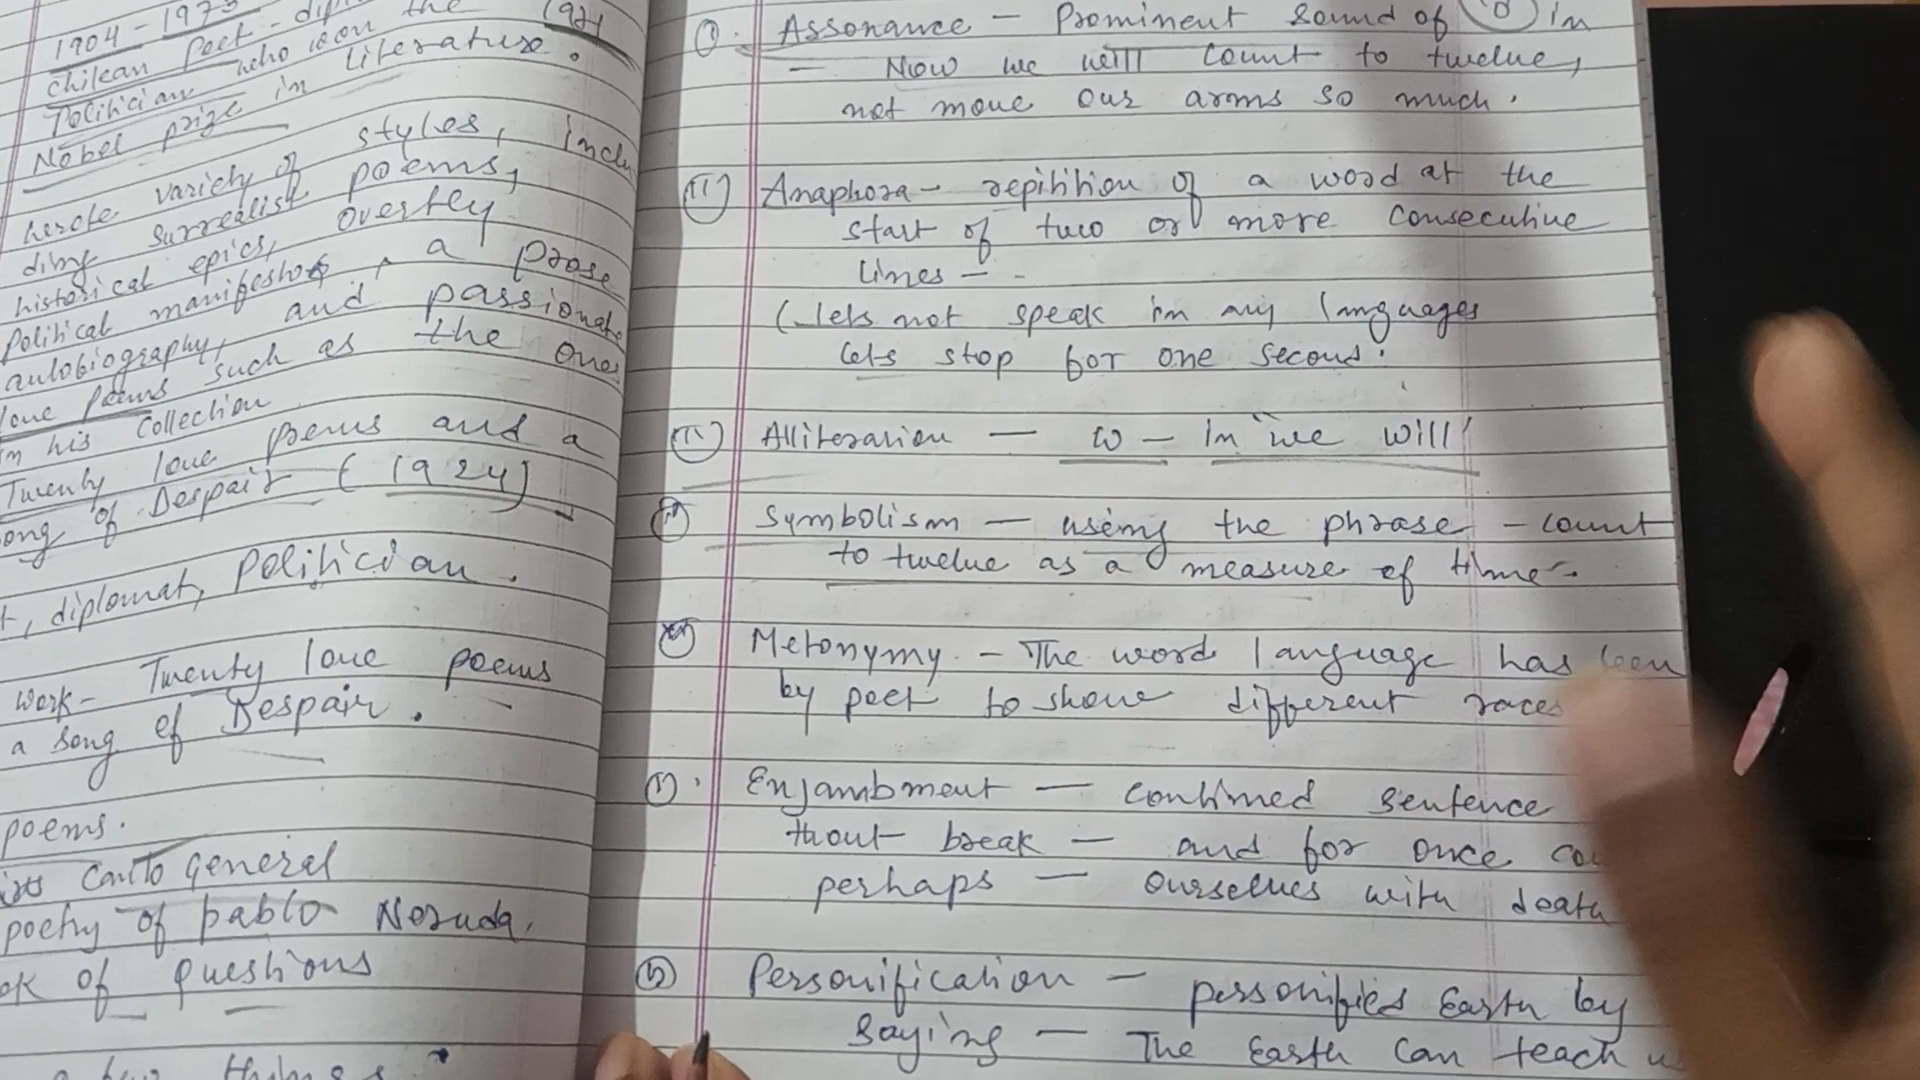 1904 - 1973
chilean Poet - dip
Politician who won the 1971
Nobel prize in literature.
wrote variety of styles, inclu
ding surrealist poems,
historical epics, overtly
Political manifestos, a prose
autobiography, and passionate
love Poems such as the ones
in his Collection
Twenty love poems and a
ong of Despair (1924)
t, diplomat, Politician.
Work - Twenty love poems
a song of Despair.
poems.
Canto General
poetry of pablo Neruda.
ok of questions
a few things
(i). Assonance - Prominent sound of 'o' in
- Now we will count to twelve,
not move our arms so much.
(ii) Anaphora - repitition of a word at the
start of two or more consecutive
lines - -
(lets not speak in any languages
lets stop for one second.
(iii) Alliteration - w - in "we will"
(iv) Symbolism - using the phrase - count
to twelve as a measure of time -
Metonymy - The word language has been
by poet to show different races
(v). Enjambment - continued sentence
thout break - and for once co
perhaps - ourselves with death
(6) Personification - personified Earth by
saying - The Earth can teach u